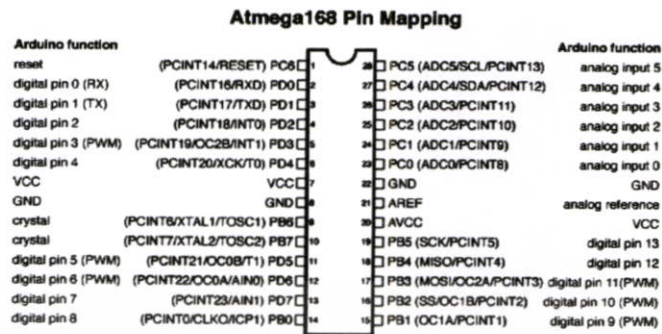 Atmega168 Pin Mapping
Arduino function
Arduino function
reset (PCINT14/RESET) PC6 1 28 PC5 (ADC5/SCL/PCINT13) analog input 5
digital pin 0 (RX) (PCINT16/RXD) PD0 2 27 PC4 (ADC4/SDA/PCINT12) analog input 4
digital pin 1 (TX) (PCINT17/TXD) PD1 3 26 PC3 (ADC3/PCINT11) analog input 3
digital pin 2 (PCINT18/INT0) PD2 4 25 PC2 (ADC2/PCINT10) analog input 2
digital pin 3 (PWM) (PCINT19/OC2B/INT1) PD3 5 24 PC1 (ADC1/PCINT9) analog input 1
digital pin 4 (PCINT20/XCK/T0) PD4 6 23 PC0 (ADC0/PCINT8) analog input 0
VCC VCC 7 22 GND GND
GND GND 8 21 AREF analog reference
crystal (PCINT6/XTAL1/TOSC1) PB6 9 20 AVCC VCC
crystal (PCINT7/XTAL2/TOSC2) PB7 10 19 PB5 (SCK/PCINT5) digital pin 13
digital pin 5 (PWM) (PCINT21/OC0B/T1) PD5 11 18 PB4 (MISO/PCINT4) digital pin 12
digital pin 6 (PWM) (PCINT22/OC0A/AIN0) PD6 12 17 PB3 (MOSI/OC2A/PCINT3) digital pin 11(PWM)
digital pin 7 (PCINT23/AIN1) PD7 13 16 PB2 (SS/OC1B/PCINT2) digital pin 10 (PWM)
digital pin 8 (PCINT0/CLKO/ICP1) PB0 14 15 PB1 (OC1A/PCINT1) digital pin 9 (PWM)